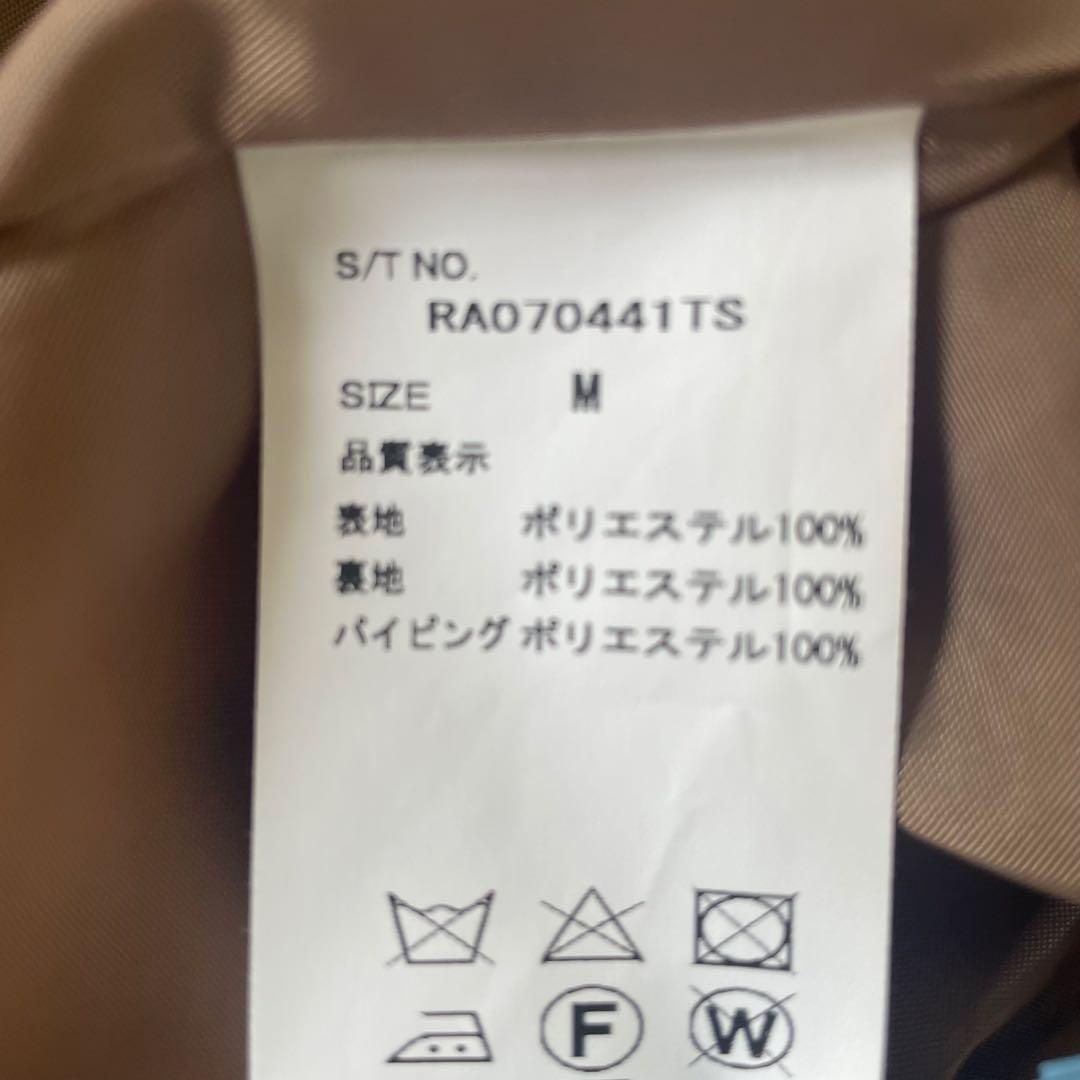 S/T NO.
RA070441TS
SIZE M
品質表示
表地 ポリエステル100%
裏地 ポリエステル100%
パイピング ポリエステル100%
F W